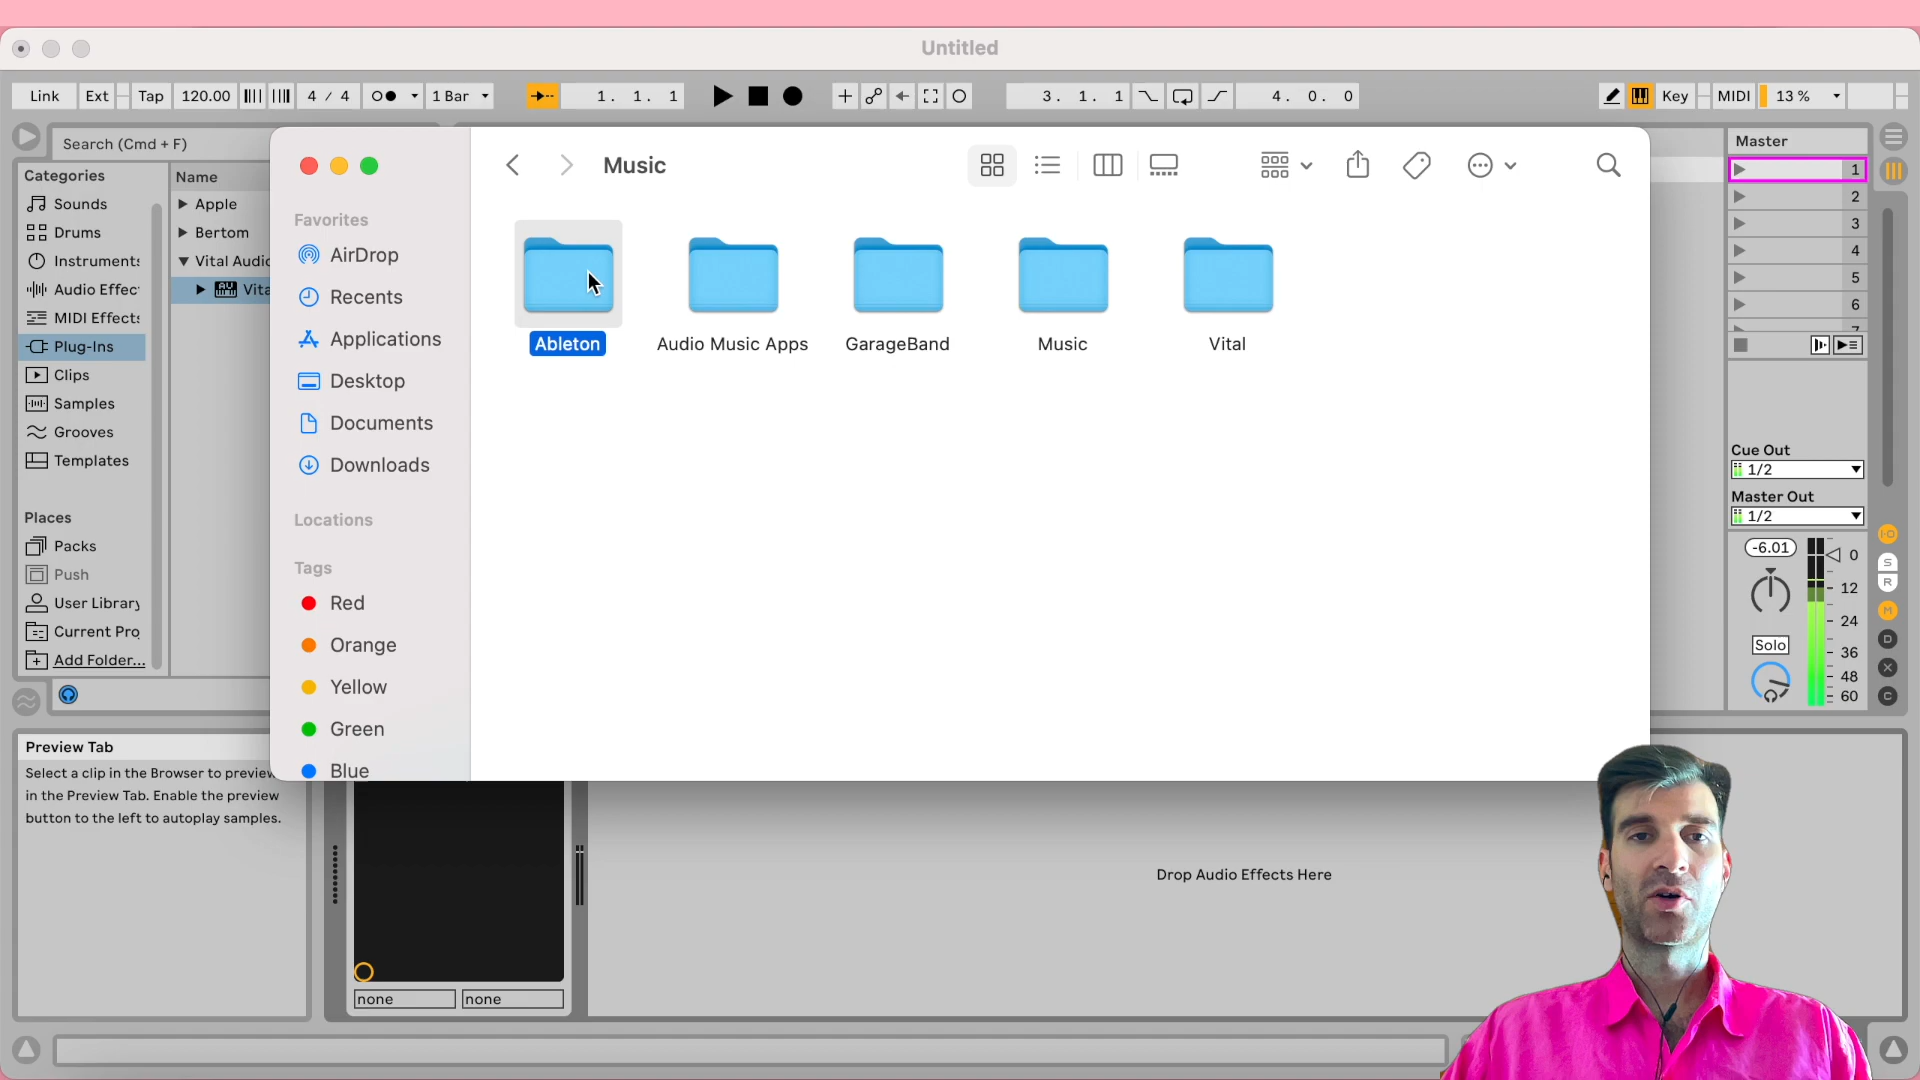 Untitled
Link Ext Tap 120.00 4 / 4 1 Bar 1. 1. 1 3. 1. 1 4. 0. 0 Key MIDI 13 %
Search (Cmd + F)
Categories
Sounds
Drums
Instruments
Audio Effec
MIDI Effects
Plug-Ins
Clips
Samples
Grooves
Templates
Places
Packs
Push
User Library
Current Pro
Add Folder...
Name
Apple
Bertom
Vital Audio
Vita
Music
Favorites
AirDrop
Recents
Applications
Desktop
Documents
Downloads
Locations
Tags
Red
Orange
Yellow
Green
Blue
Ableton
Audio Music Apps
GarageBand
Music
Vital
Master
1
2
3
4
5
6
7
Cue Out
1/2
Master Out
1/2
-6.01
0
12
24
36
48
60
Solo
I-O
S
R
M
D
X
C
Preview Tab
Select a clip in the Browser to preview
in the Preview Tab. Enable the preview
button to the left to autoplay samples.
none none
Drop Audio Effects Here